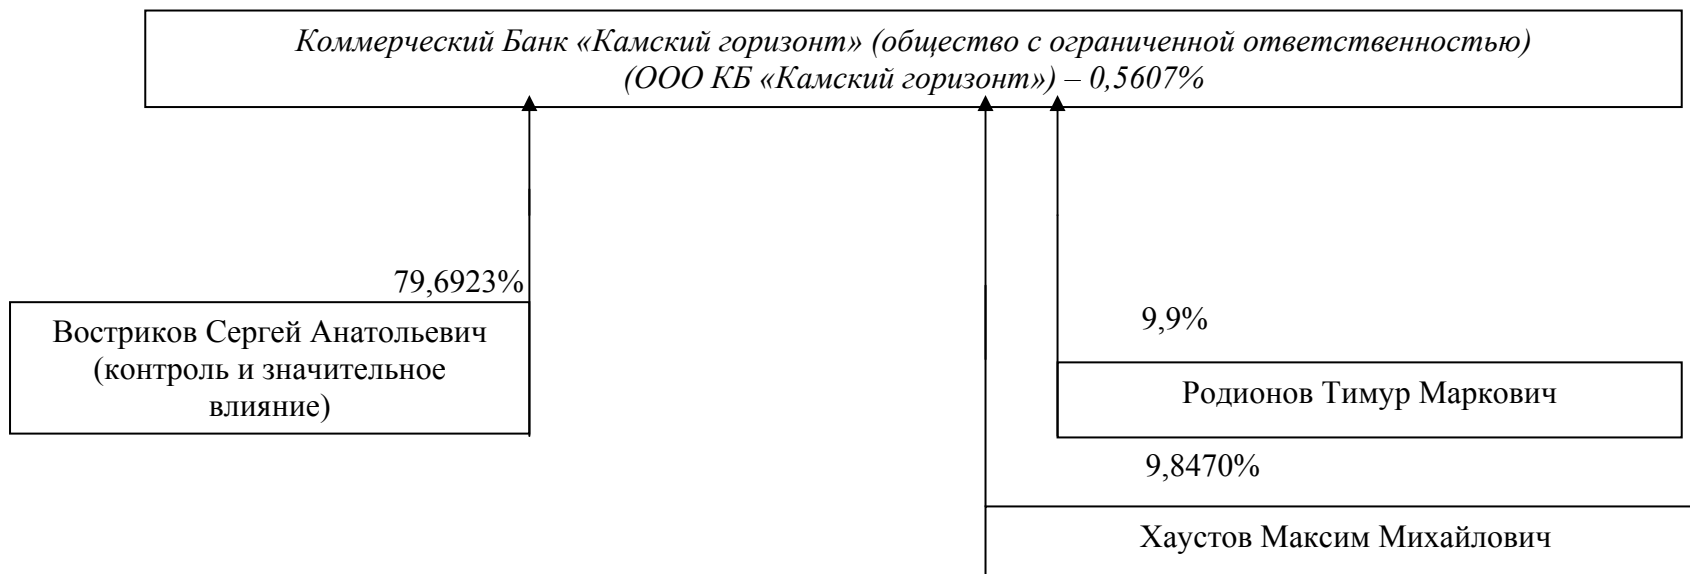 Коммерческий Банк «Камский горизонт» (общество с ограниченной ответственностью)
(ООО КБ «Камский горизонт») – 0,5607%
79,6923%
Востриков Сергей Анатольевич
(контроль и значительное
влияние)
9,9%
Родионов Тимур Маркович
9,8470%
Хаустов Максим Михайлович